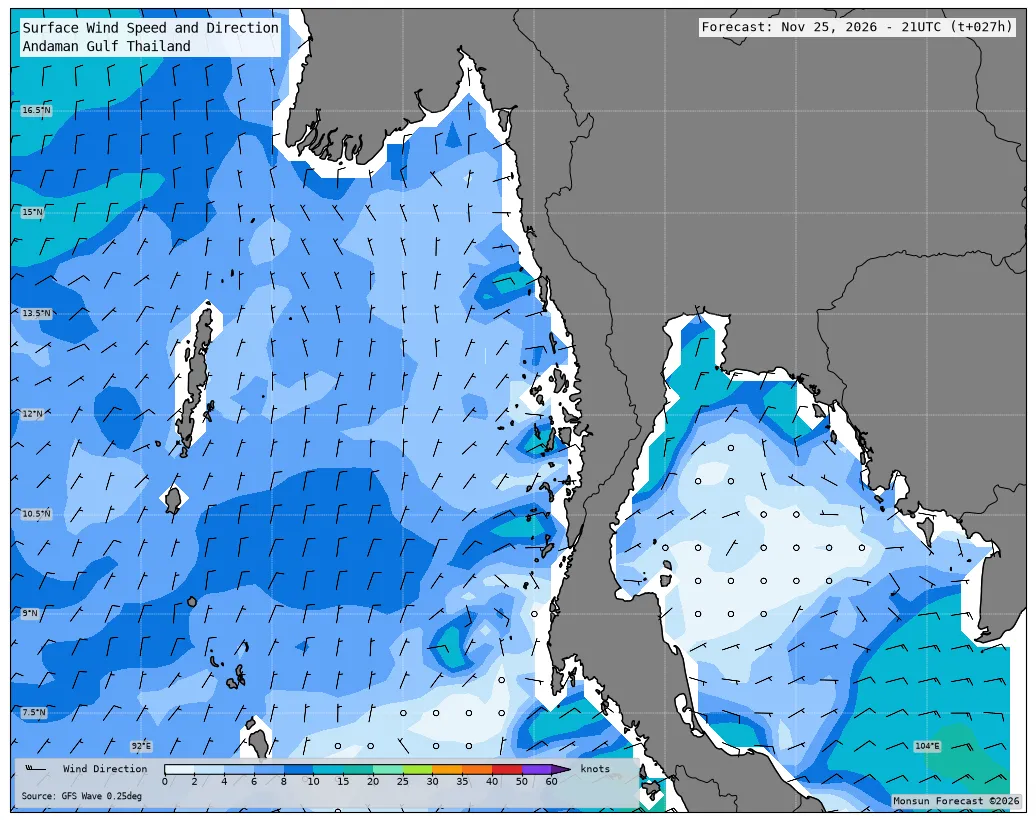 Surface Wind Speed and Direction
Andaman Gulf Thailand
Forecast: Nov 25, 2026 - 21UTC (t+027h)
16.5°N
15°N
13.5°N
12°N
10.5°N
9°N
7.5°N
92°E
104°E
Wind Direction
knots
0 2 4 6 8 10 15 20 25 30 35 40 50 60
Source: GFS Wave 0.25deg
Monsun Forecast ©2026